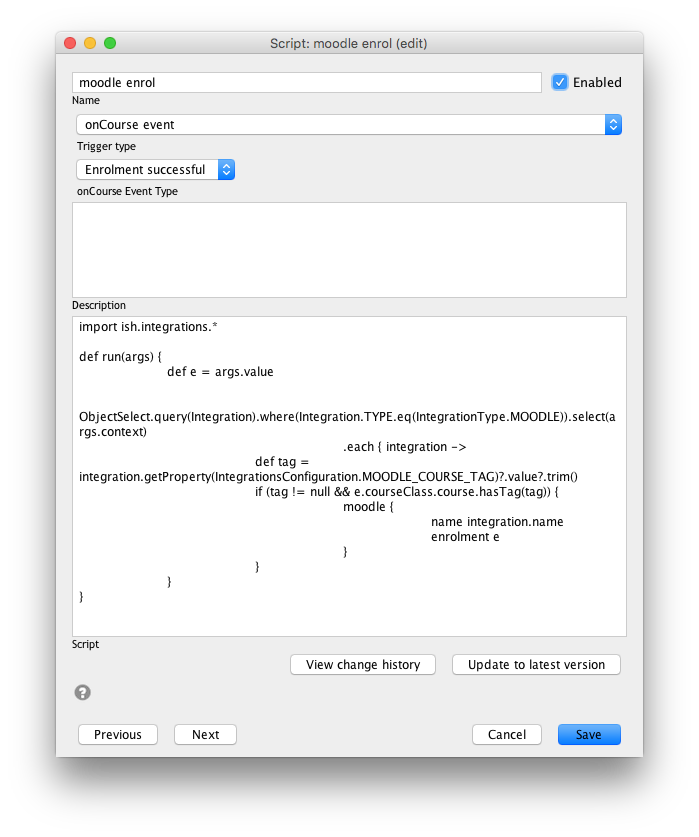 Script: moodle enrol (edit)
moodle enrol
Enabled
Name
onCourse event
Trigger type
Enrolment successful
onCourse Event Type
Description
import ish.integrations.*
def run(args) {
def e = args.value
ObjectSelect.query(Integration).where(Integration.TYPE.eq(IntegrationType.MOODLE)).select(a
rgs.context)
.each { integration ->
def tag =
integration.getProperty(IntegrationsConfiguration.MOODLE_COURSE_TAG)?.value?.trim()
if (tag != null && e.courseClass.course.hasTag(tag)) {
moodle {
name integration.name
enrolment e
}
}
}
}
Script
View change history
Update to latest version
?
Previous
Next
Cancel
Save